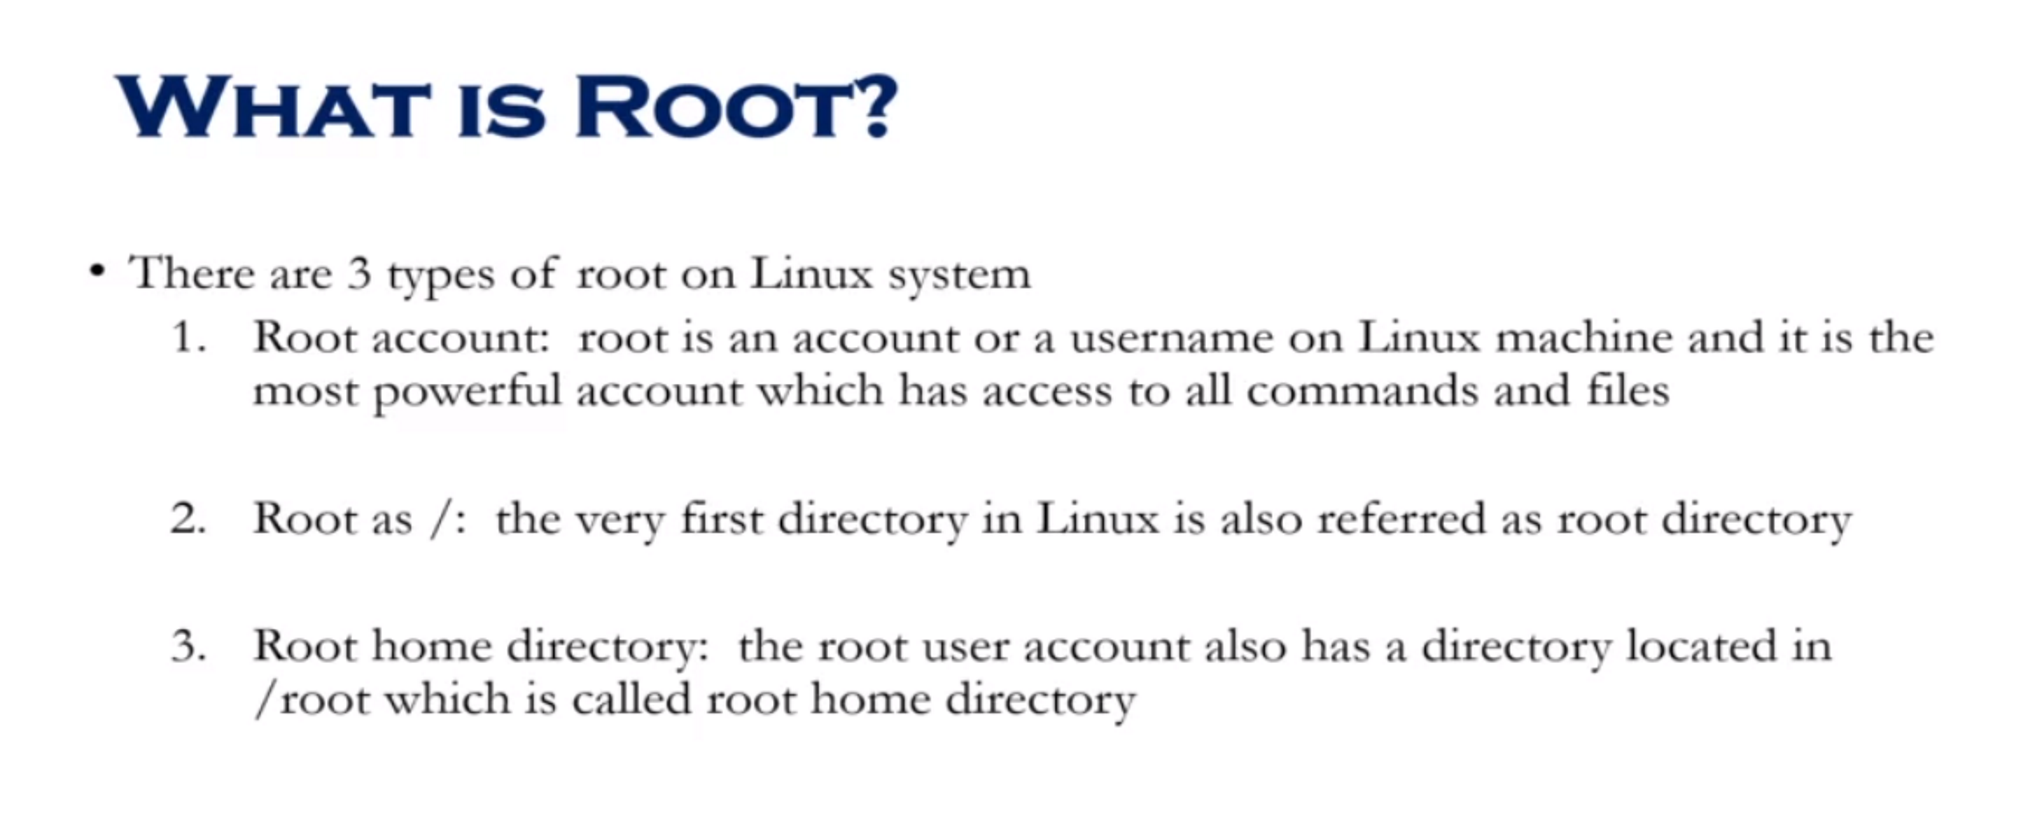 WHAT IS ROOT?
• There are 3 types of root on Linux system
1. Root account: root is an account or a username on Linux machine and it is the
most powerful account which has access to all commands and files
2. Root as /: the very first directory in Linux is also referred as root directory
3. Root home directory: the root user account also has a directory located in
/root which is called root home directory